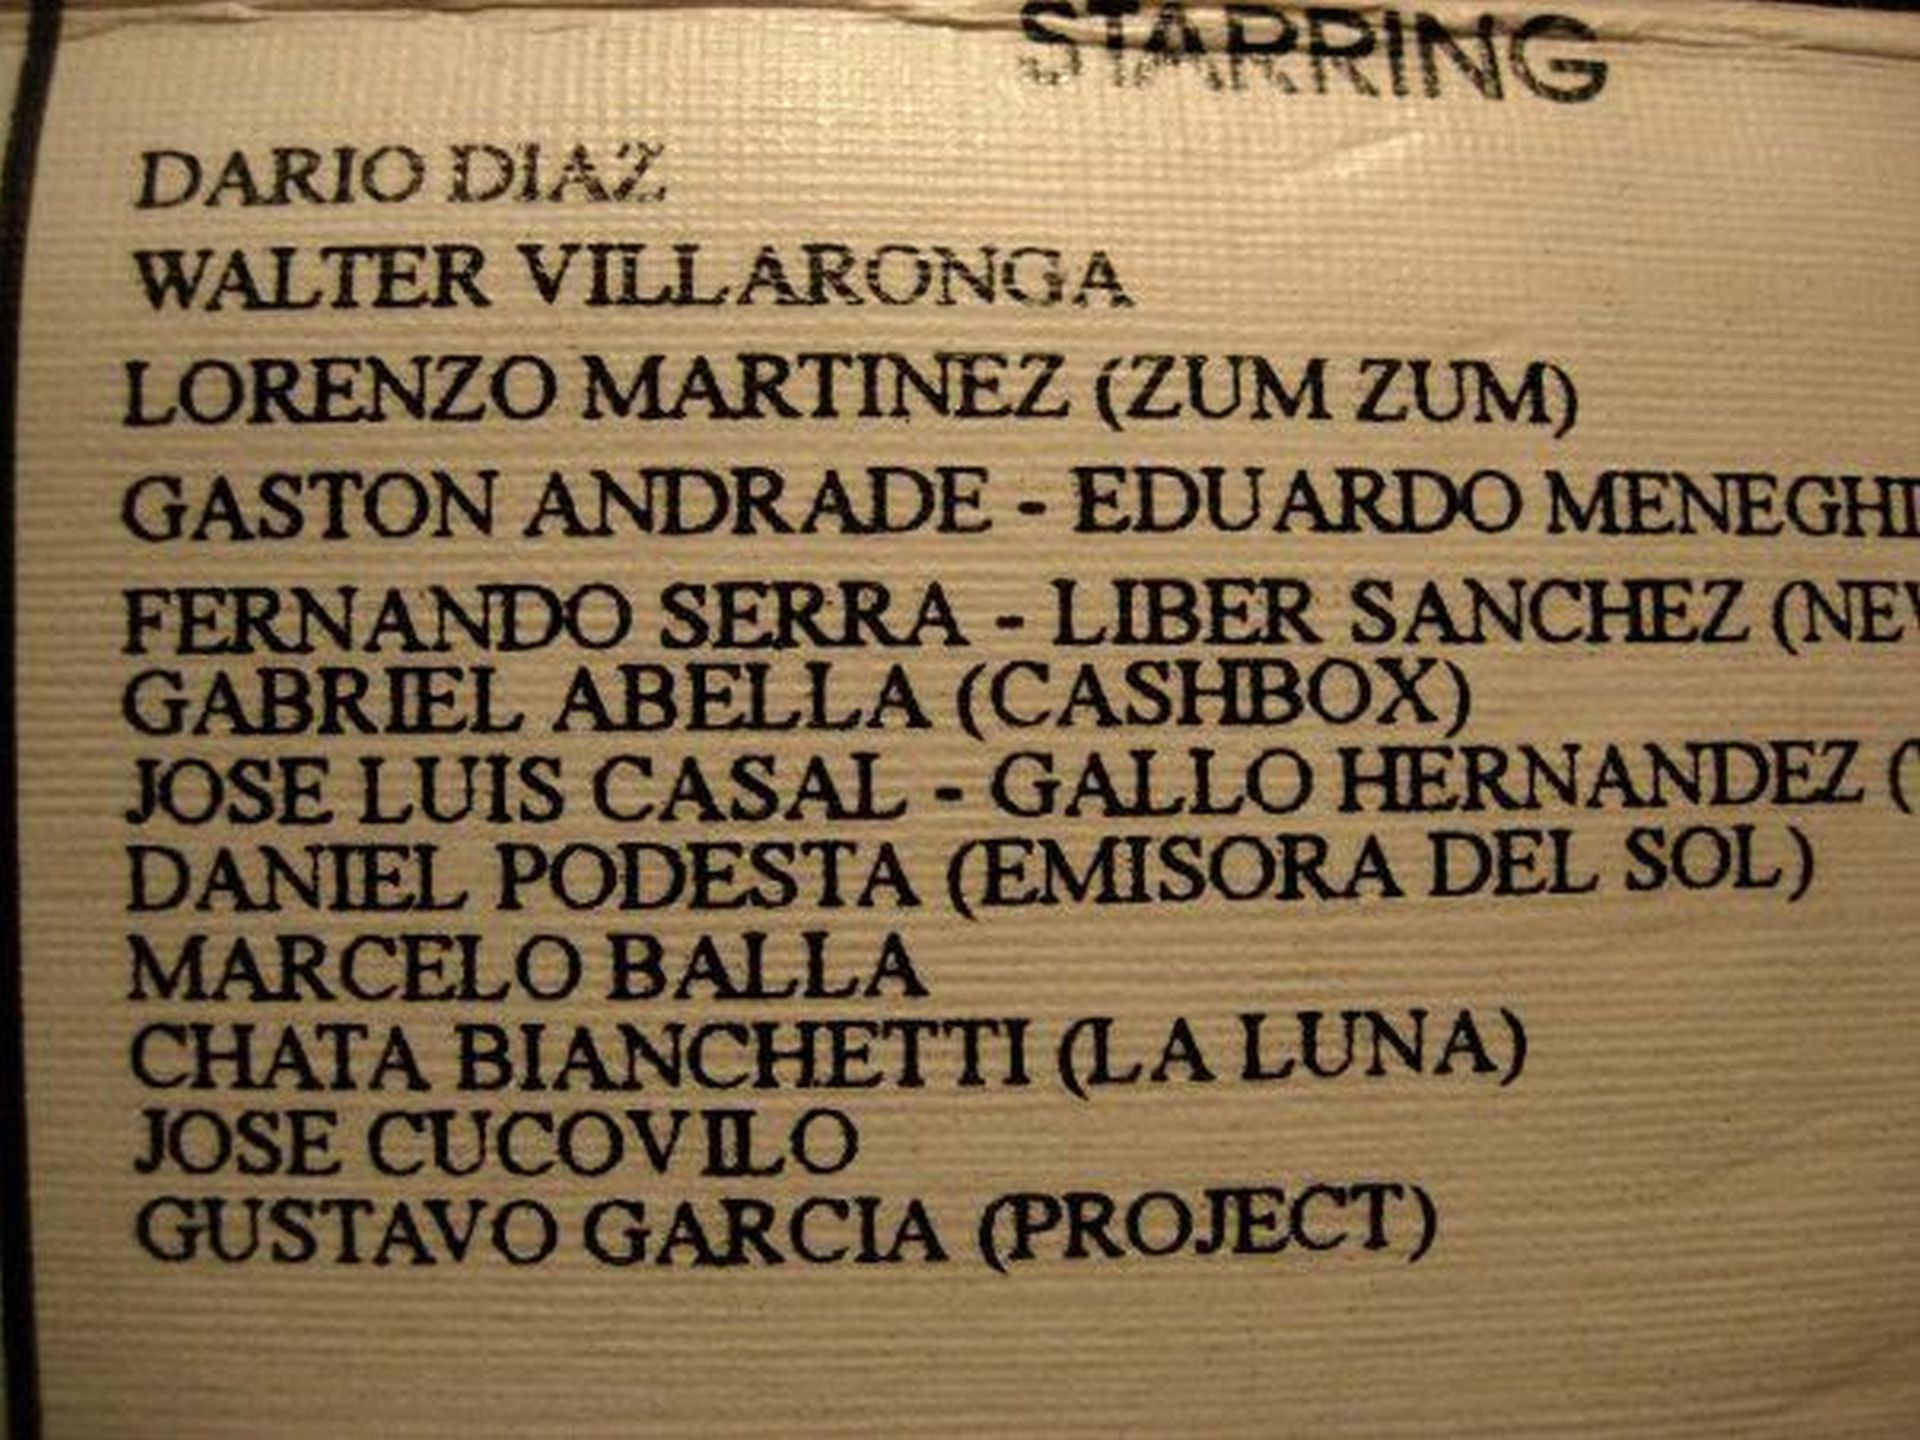 STARRING
DARIO DIAZ
WALTER VILLARONGA
LORENZO MARTINEZ (ZUM ZUM)
GASTON ANDRADE - EDUARDO
FERNANDO SERRA - LIBER SANCHEZ
GABRIEL ABELLA (CASHBOX)
JOSE LUIS CASAL - GALLO HERNANDEZ (
DANIEL PODESTA (EMISORA DEL SOL)
MARCELO BALLA
CHATA BIANCHETTI (LA LUNA)
JOSE CUCOVILO
GUSTAVO GARCIA (PROJECT)